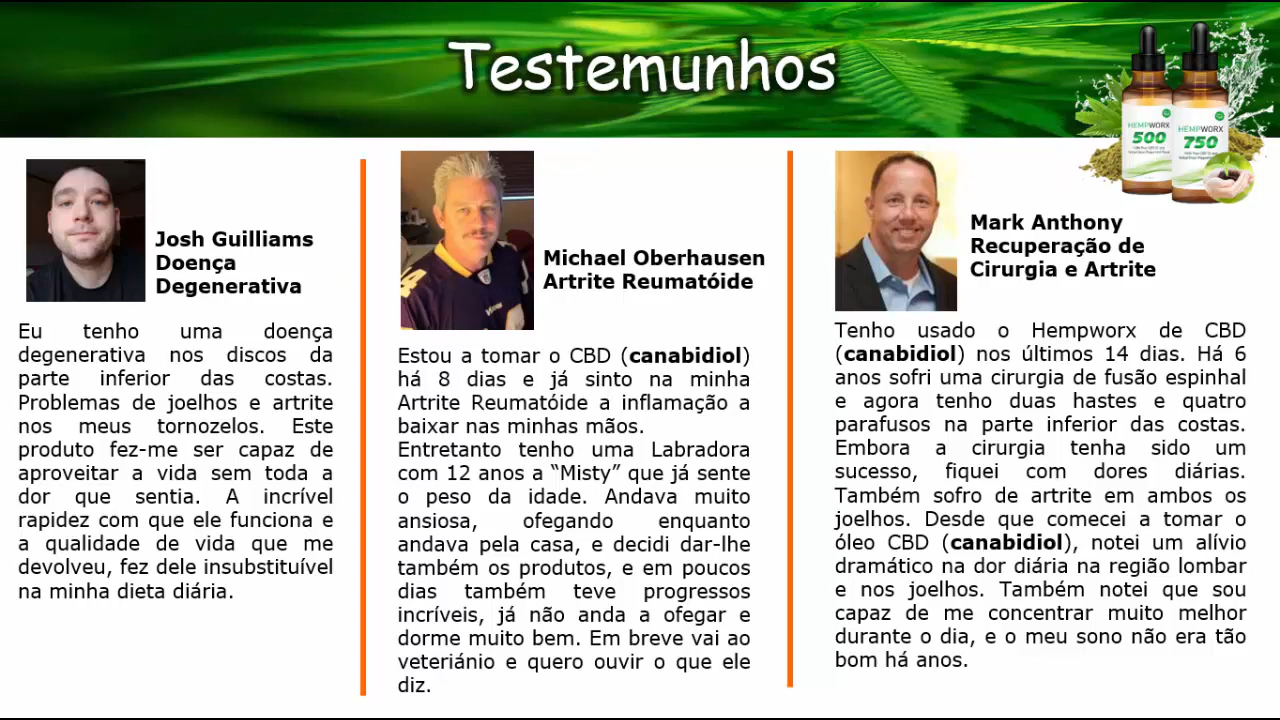 Testemunhos
HEMPWORX
500
HEMPWORX
750
Josh Guilliams
Doença
Degenerativa
Eu tenho uma doença
degenerativa nos discos da
parte inferior das costas.
Problemas de joelhos e artrite
nos meus tornozelos. Este
produto fez-me ser capaz de
aproveitar a vida sem toda a
dor que sentia. A incrível
rapidez com que ele funciona e
a qualidade de vida que me
devolveu, fez dele insubstituível
na minha dieta diária.
Michael Oberhausen
Artrite Reumatóide
Estou a tomar o CBD (canabidiol)
há 8 dias e já sinto na minha
Artrite Reumatóide a inflamação a
baixar nas minhas mãos.
Entretanto tenho uma Labradora
com 12 anos a “Misty” que já sente
o peso da idade. Andava muito
ansiosa, ofegando enquanto
andava pela casa, e decidi dar-lhe
também os produtos, e em poucos
dias também teve progressos
incríveis, já não anda a ofegar e
dorme muito bem. Em breve vai ao
veteriánio e quero ouvir o que ele
diz.
Mark Anthony
Recuperação de
Cirurgia e Artrite
Tenho usado o Hempworx de CBD
(canabidiol) nos últimos 14 dias. Há 6
anos sofri uma cirurgia de fusão espinhal
e agora tenho duas hastes e quatro
parafusos na parte inferior das costas.
Embora a cirurgia tenha sido um
sucesso, fiquei com dores diárias.
Também sofro de artrite em ambos os
joelhos. Desde que comecei a tomar o
óleo CBD (canabidiol), notei um alívio
dramático na dor diária na região lombar
e nos joelhos. Também notei que sou
capaz de me concentrar muito melhor
durante o dia, e o meu sono não era tão
bom há anos.